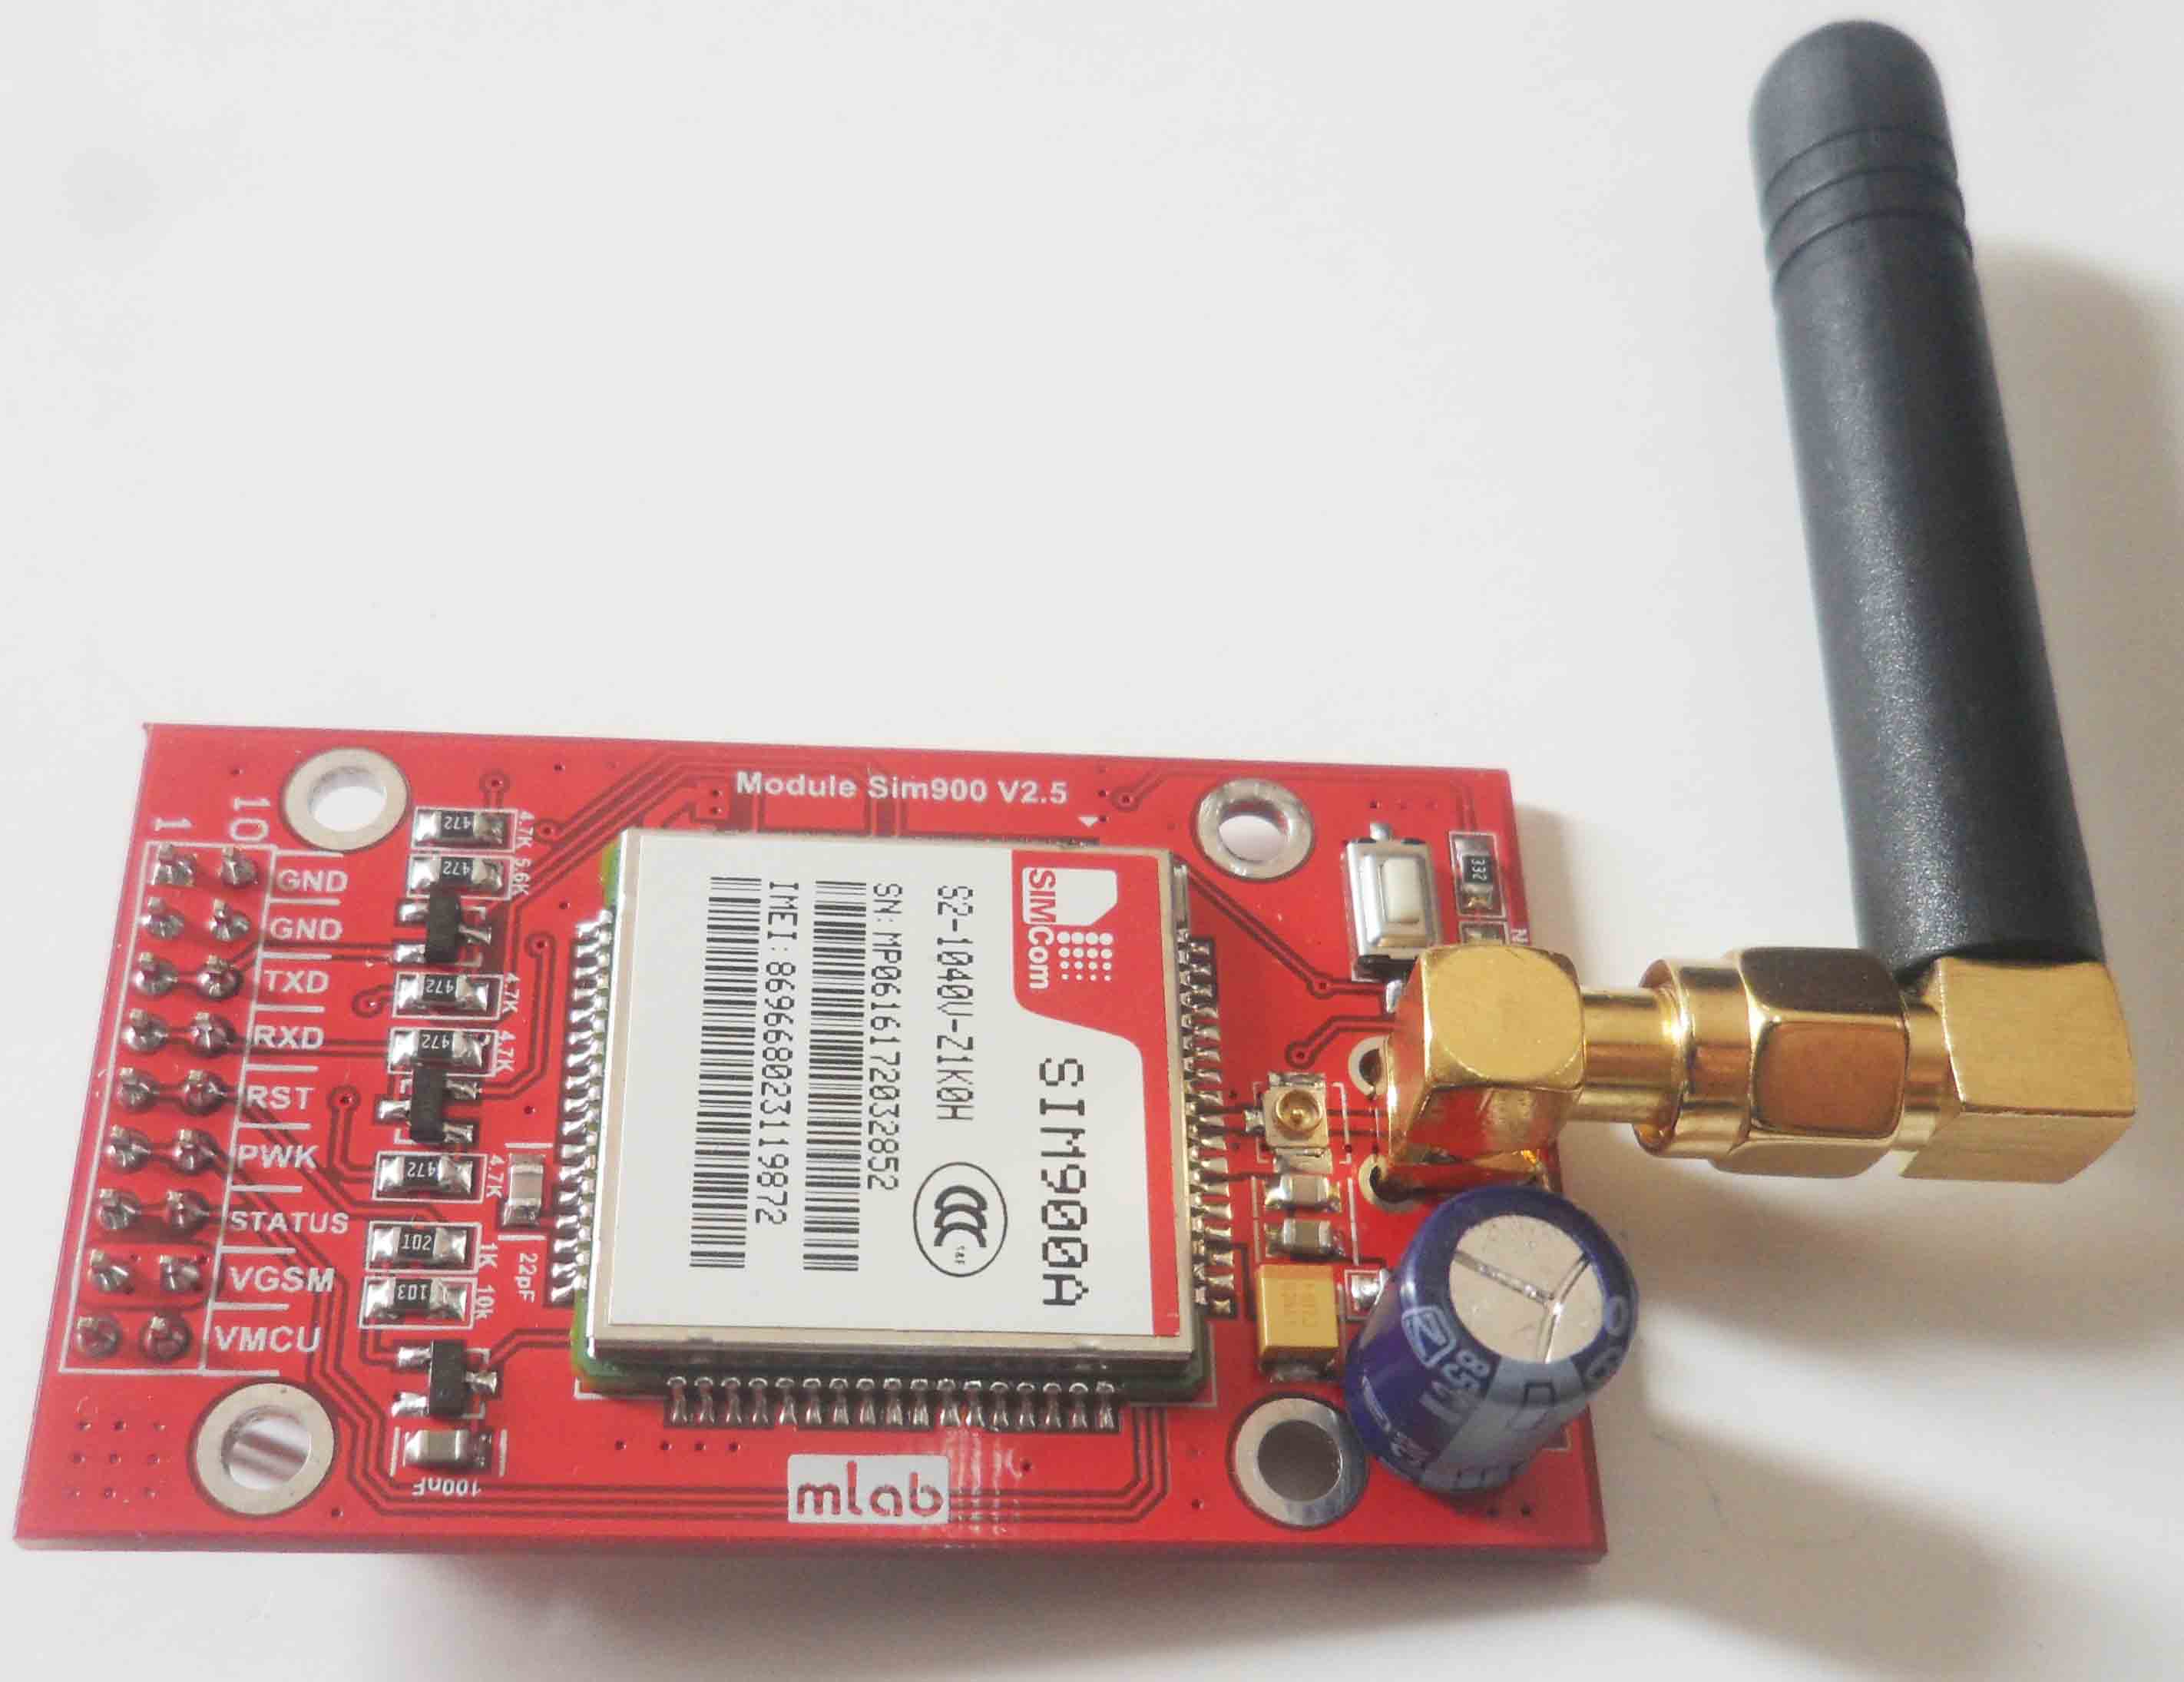 Module Sim900 V2.5
1
10
GND
GND
TXD
RXD
RST
PWK
STATUS
VGSM
VMCU
472
4.7K
472
5.6K
472
4.7K
472
4.7K
472
4.7K
102
1K
103
10k
22pF
100nF
332
SIMCom
SIM900A
S2-1040V-Z1K0H
SN:MP0616172032852
IMEI:869668023119872
CCC
mlab